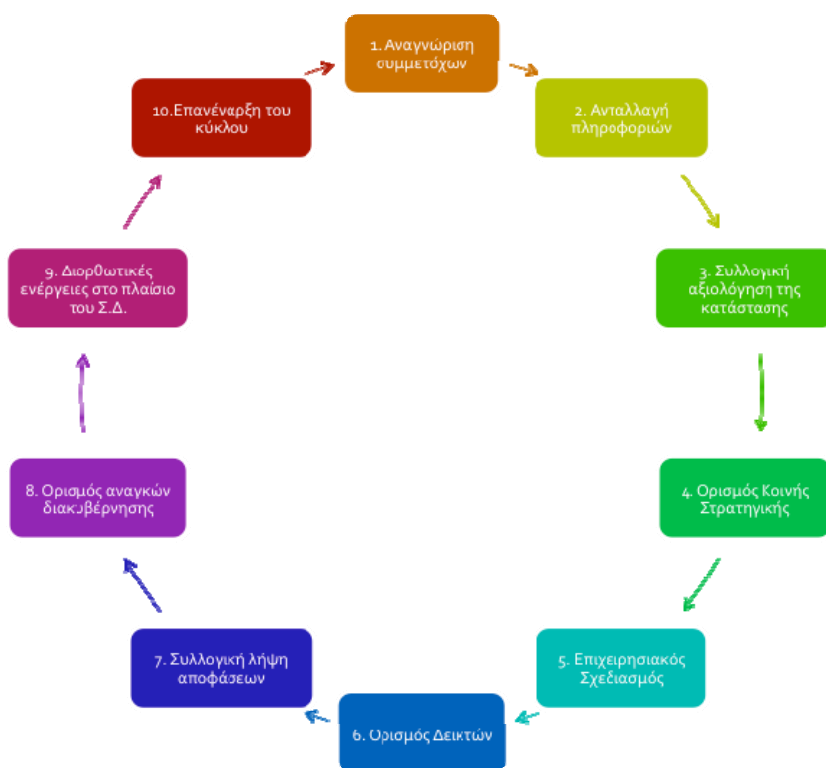 1. Αναγνώριση
συμμετόχων
2. Ανταλλαγή
πληροφοριών
3. Συλλογική
αξιολόγηση της
κατάστασης
4. Ορισμός Κοινής
Στρατηγικής
5. Επιχειρησιακός
Σχεδιασμός
6. Ορισμός Δεικτών
7. Συλλογική λήψη
αποφάσεων
8. Ορισμός αναγκών
διακυβέρνησης
9. Διορθωτικές
ενέργειες στο πλαίσιο
του Σ.Δ.
10.Επανέναρξη του
κύκλου